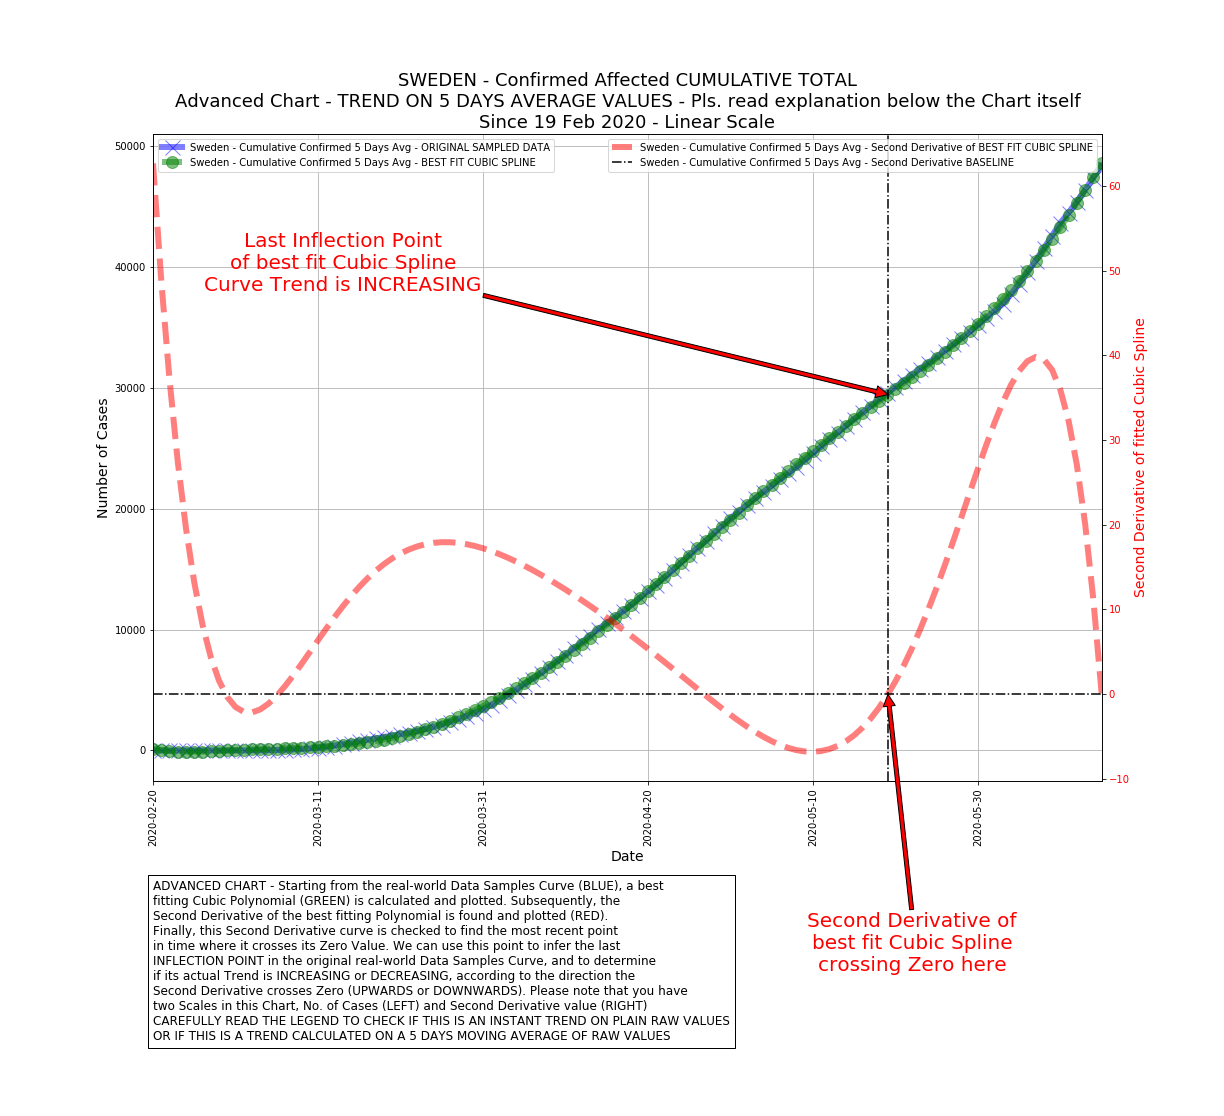 SWEDEN - Confirmed Affected CUMULATIVE TOTAL
Advanced Chart - TREND ON 5 DAYS AVERAGE VALUES - Pls. read explanation below the Chart itself
Since 19 Feb 2020 - Linear Scale
Sweden - Cumulative Confirmed 5 Days Avg - ORIGINAL SAMPLED DATA
Sweden - Cumulative Confirmed 5 Days Avg - BEST FIT CUBIC SPLINE
Sweden - Cumulative Confirmed 5 Days Avg - Second Derivative of BEST FIT CUBIC SPLINE
Sweden - Cumulative Confirmed 5 Days Avg - Second Derivative BASELINE
Last Inflection Point
of best fit Cubic Spline
Curve Trend is INCREASING
Number of Cases
50000
40000
30000
20000
10000
0
60
50
40
30
20
10
0
−10
Second Derivative of fitted Cubic Spline
2020-02-20
2020-03-11
2020-03-31
2020-04-20
2020-05-10
2020-05-30
Date
Second Derivative of
best fit Cubic Spline
crossing Zero here
ADVANCED CHART - Starting from the real-world Data Samples Curve (BLUE), a best
fitting Cubic Polynomial (GREEN) is calculated and plotted. Subsequently, the
Second Derivative of the best fitting Polynomial is found and plotted (RED).
Finally, this Second Derivative curve is checked to find the most recent point
in time where it crosses its Zero Value. We can use this point to infer the last
INFLECTION POINT in the original real-world Data Samples Curve, and to determine
if its actual Trend is INCREASING or DECREASING, according to the direction the
Second Derivative crosses Zero (UPWARDS or DOWNWARDS). Please note that you have
two Scales in this Chart, No. of Cases (LEFT) and Second Derivative value (RIGHT)
CAREFULLY READ THE LEGEND TO CHECK IF THIS IS AN INSTANT TREND ON PLAIN RAW VALUES
OR IF THIS IS A TREND CALCULATED ON A 5 DAYS MOVING AVERAGE OF RAW VALUES